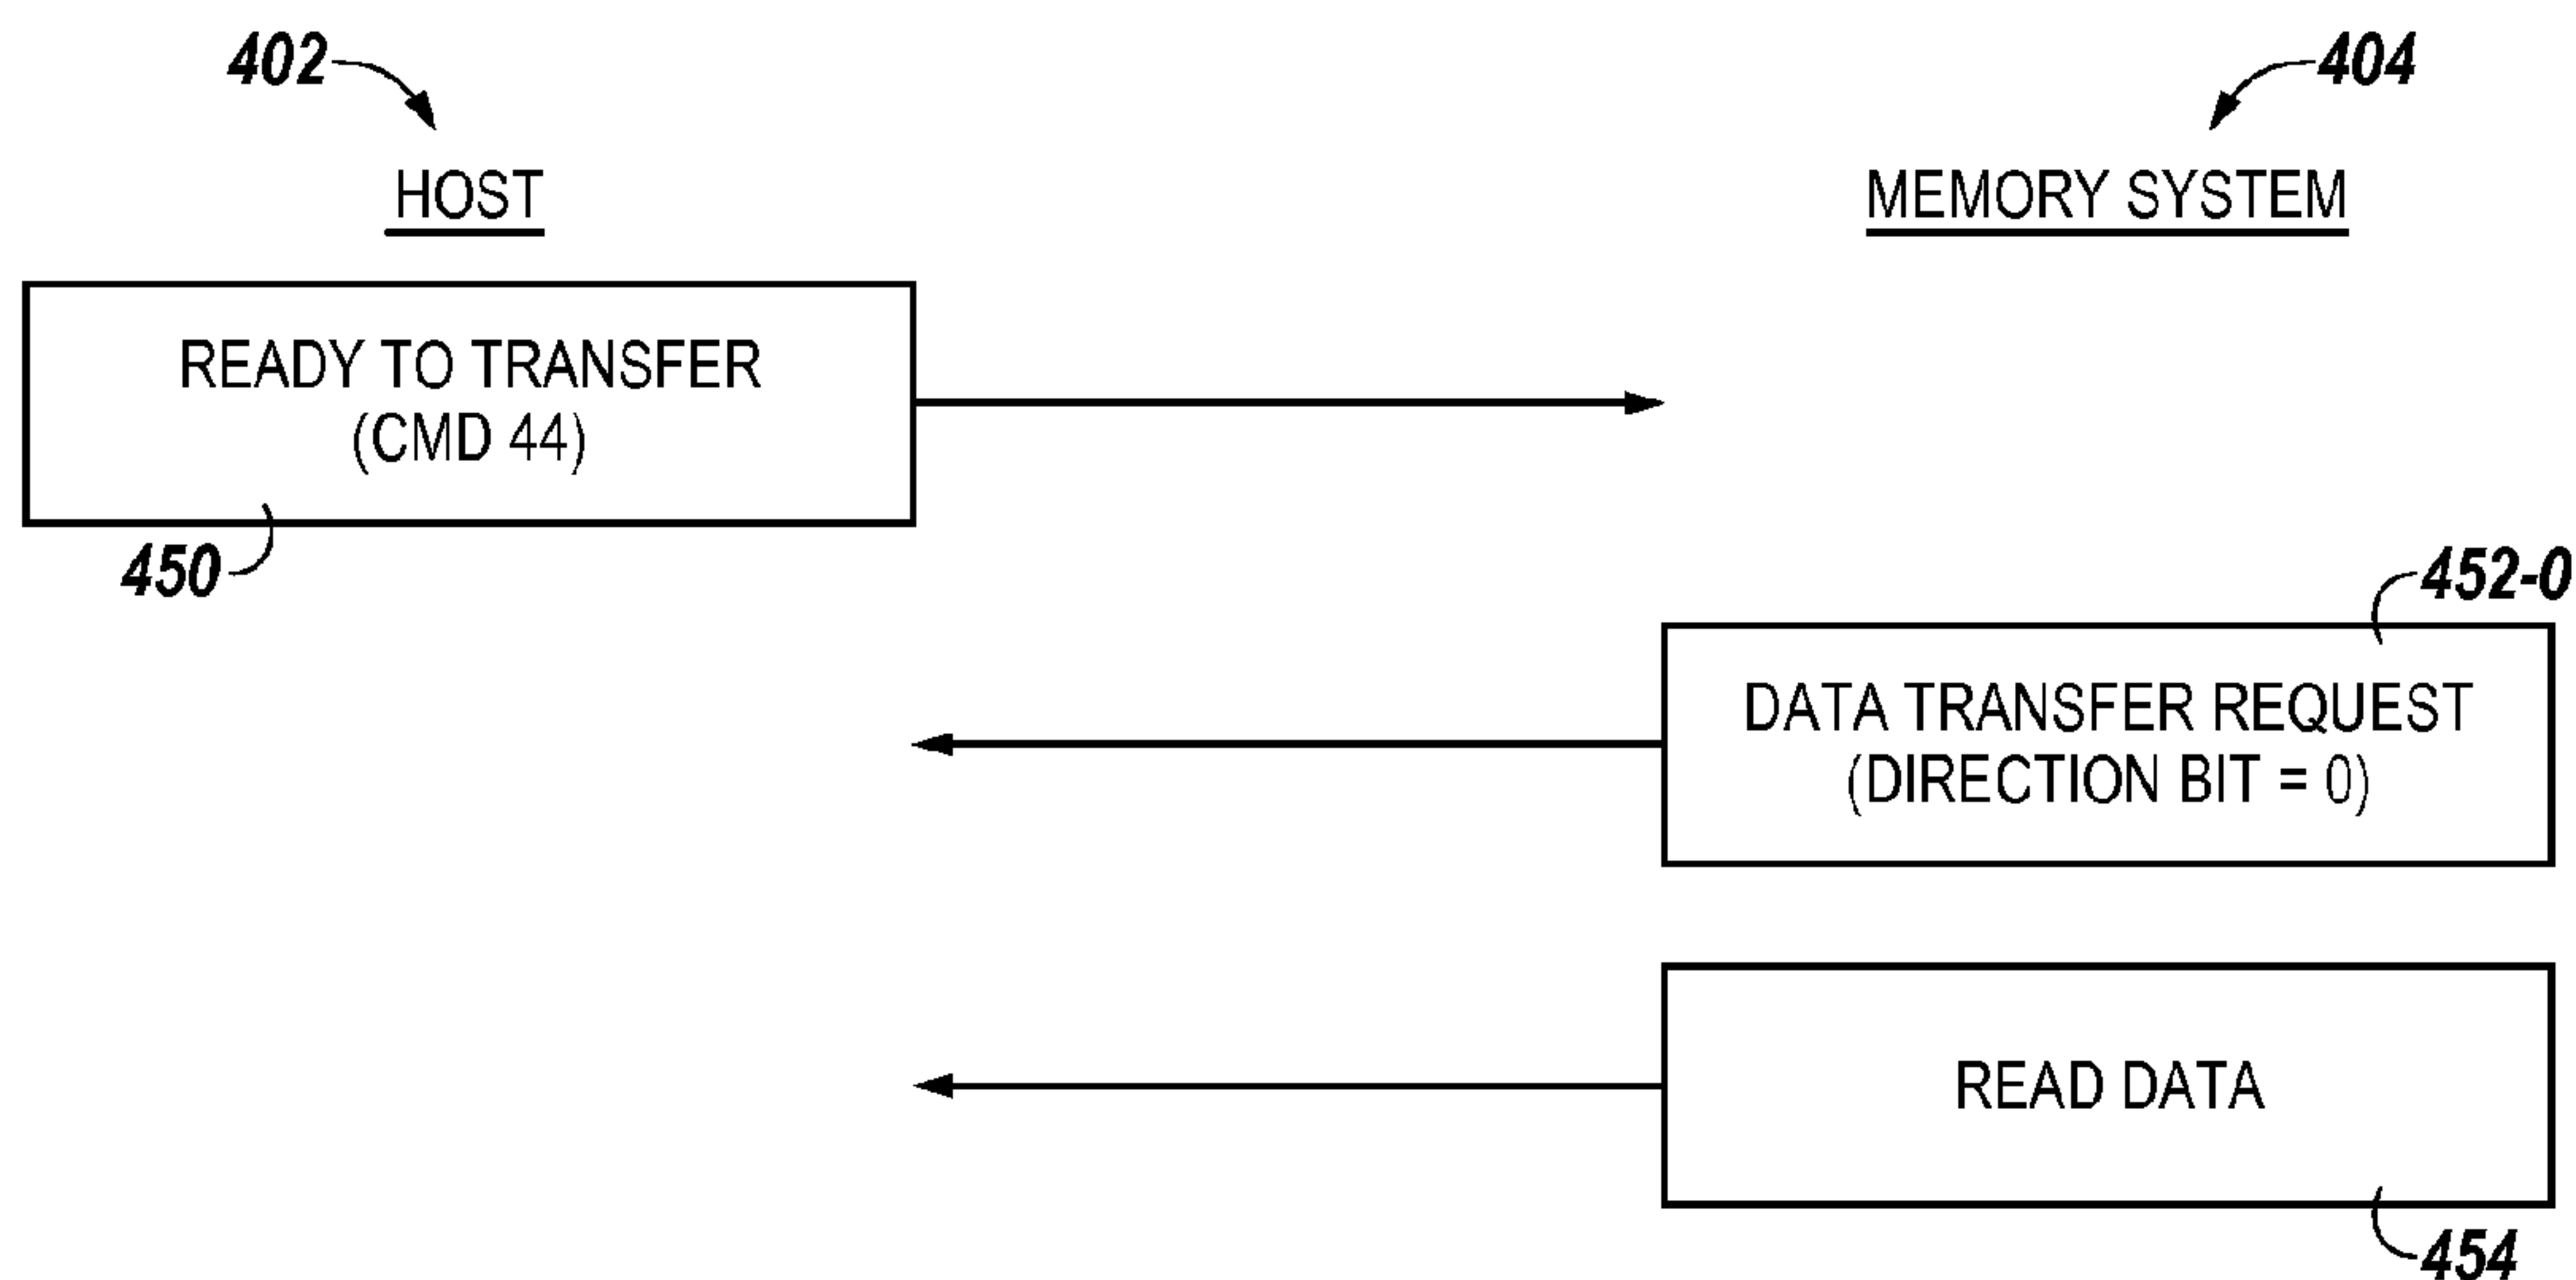 402
404
HOST
MEMORY SYSTEM
READY TO TRANSFER
(CMD 44)
450
452-0
DATA TRANSFER REQUEST
(DIRECTION BIT = 0)
READ DATA
454